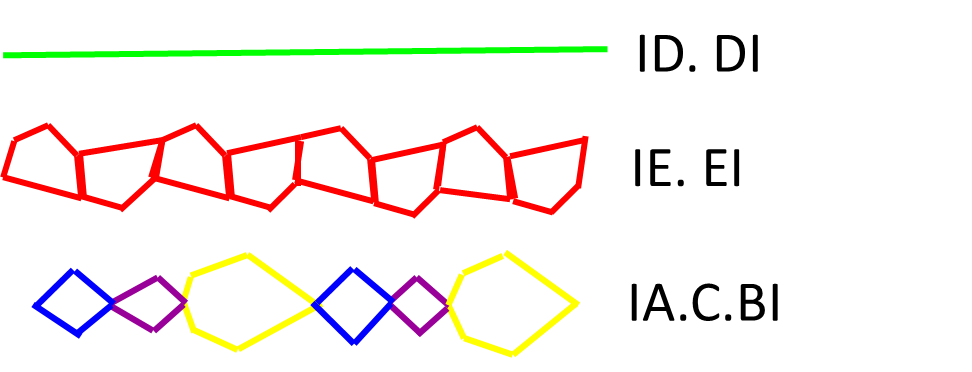 ID. DI
IE. EI
IA.C.BI